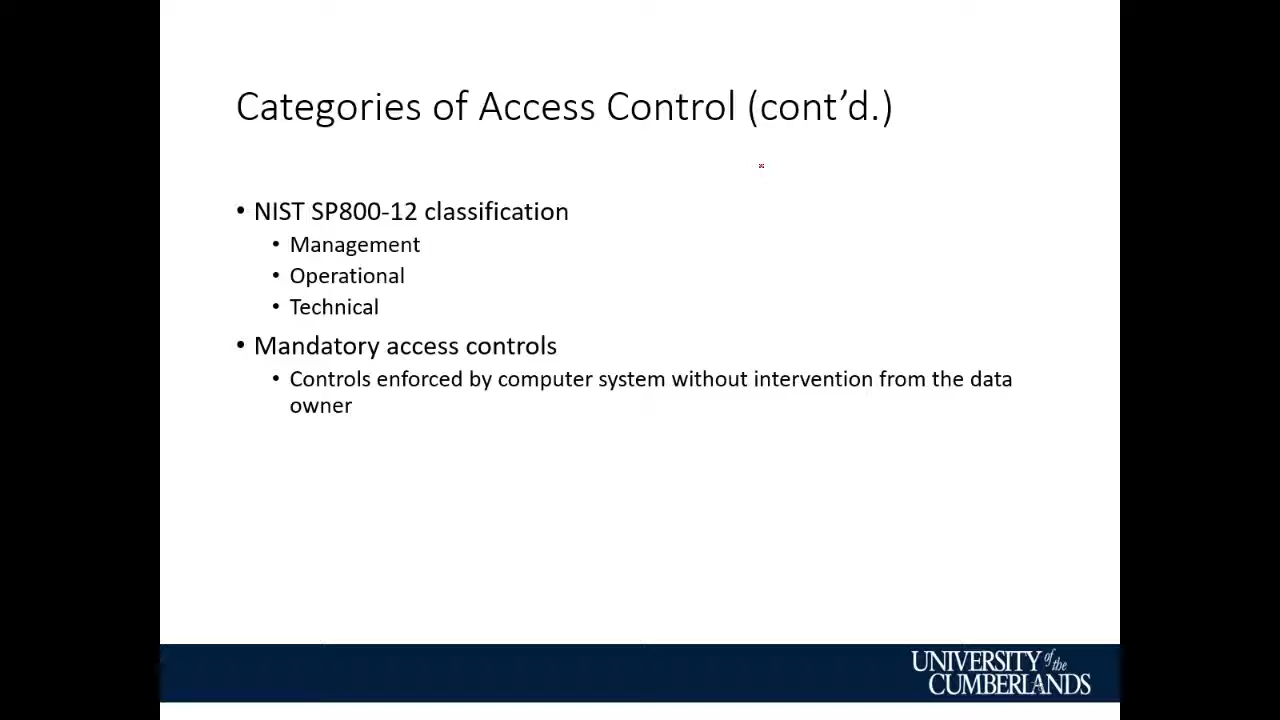 Categories of Access Control (cont’d.)
• NIST SP800-12 classification
• Management
• Operational
• Technical
• Mandatory access controls
• Controls enforced by computer system without intervention from the data
owner
UNIVERSITY of the
CUMBERLANDS